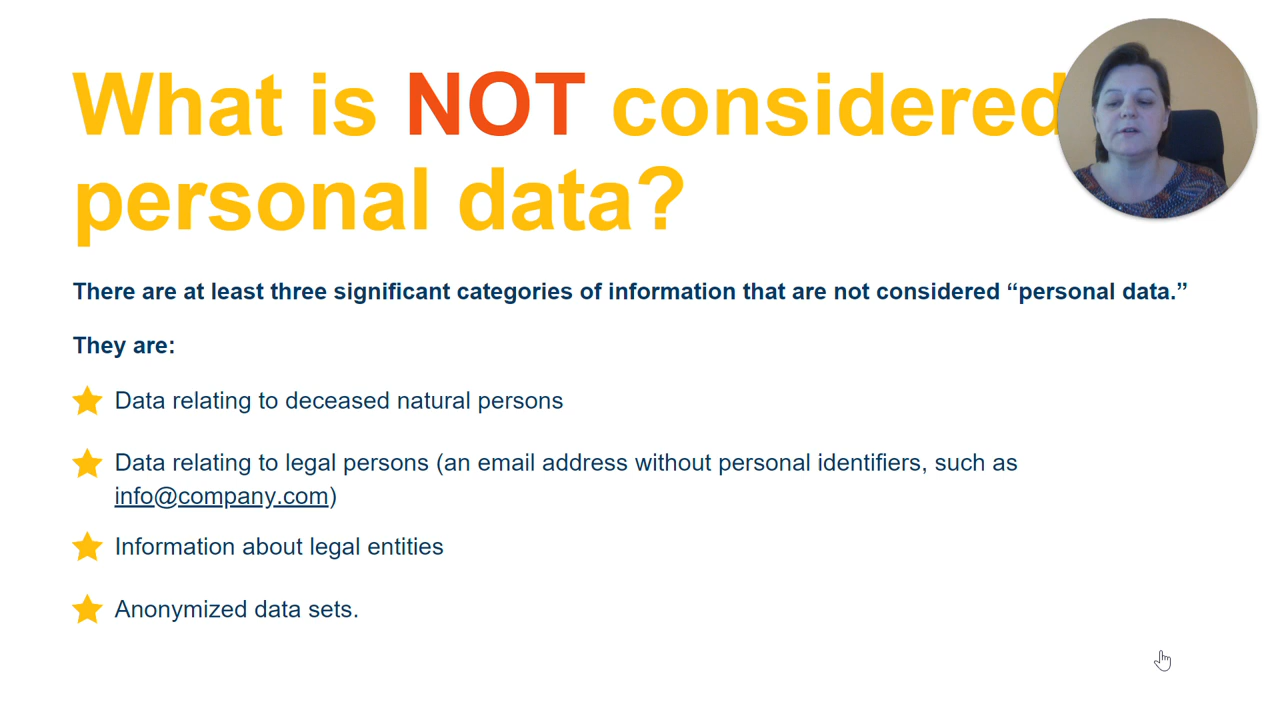 What is NOT considered
personal data?
There are at least three significant categories of information that are not considered “personal data.”
They are:
Data relating to deceased natural persons
Data relating to legal persons (an email address without personal identifiers, such as
info@company.com)
Information about legal entities
Anonymized data sets.